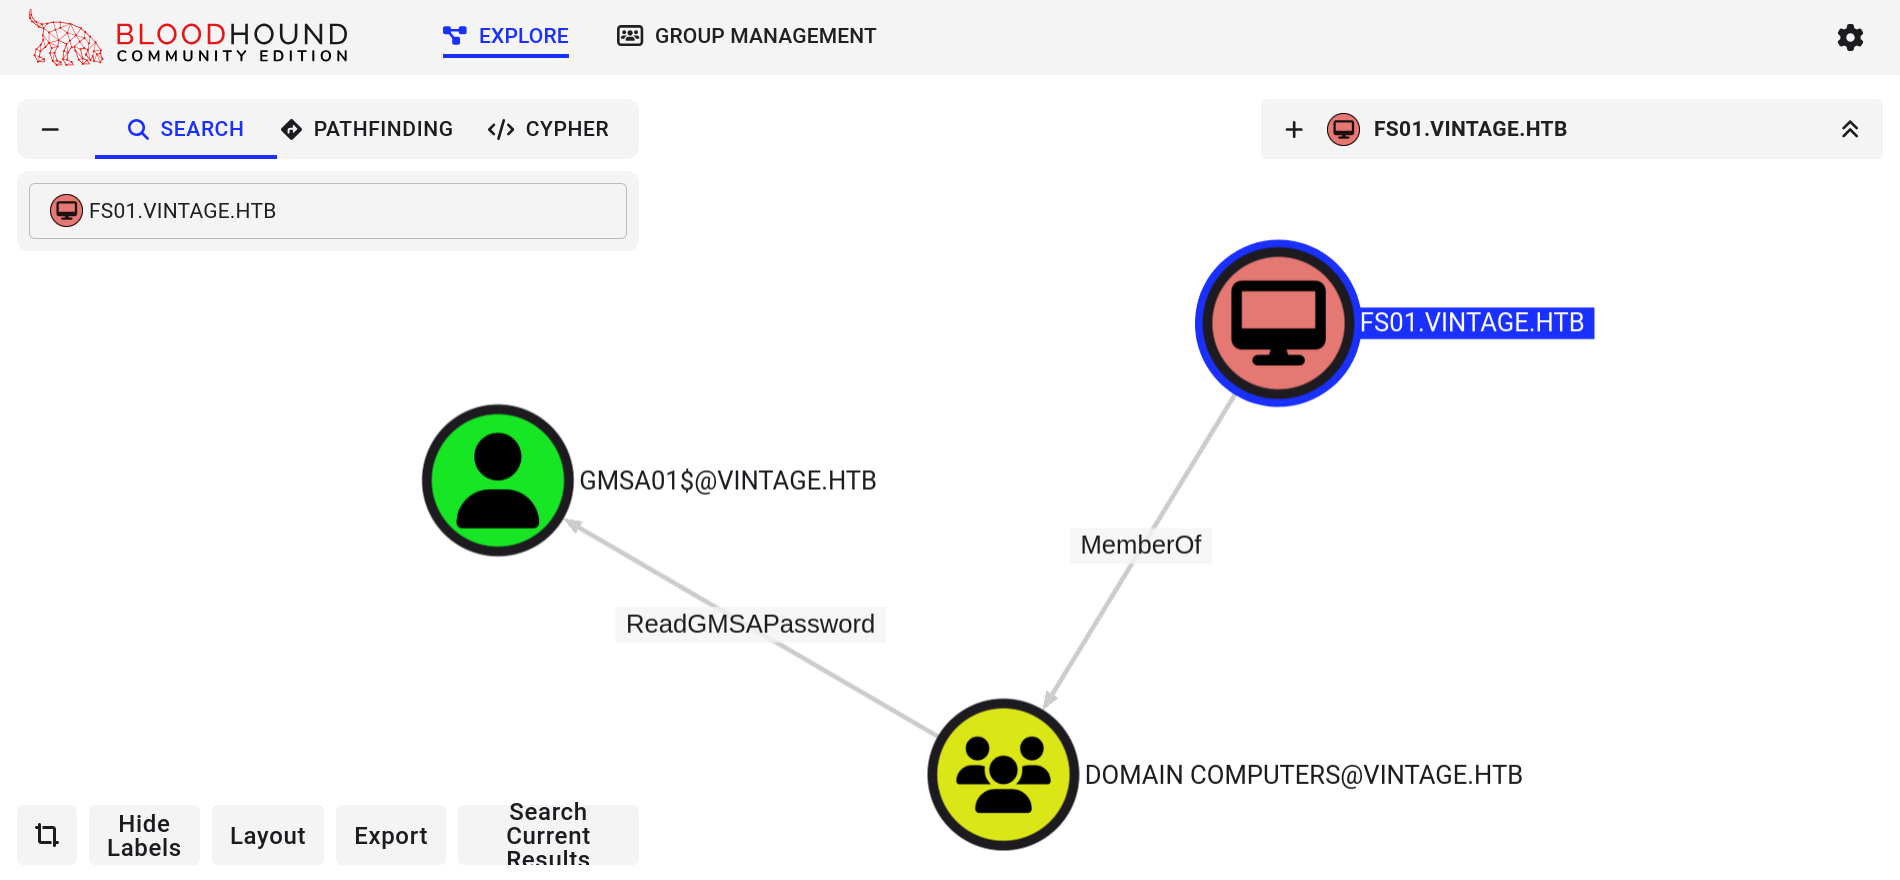 BLOODHOUND
COMMUNITY EDITION
EXPLORE
GROUP MANAGEMENT
SEARCH
PATHFINDING
CYPHER
FS01.VINTAGE.HTB
FS01.VINTAGE.HTB
FS01.VINTAGE.HTB
GMSA01$@VINTAGE.HTB
MemberOf
ReadGMSAPassword
DOMAIN COMPUTERS@VINTAGE.HTB
Hide
Labels
Layout
Export
Search
Current
Results